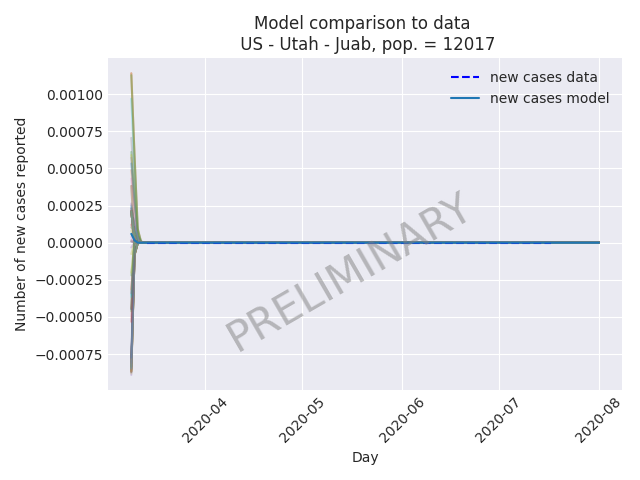 Model comparison to data
US - Utah - Juab, pop. = 12017
new cases data
new cases model
Number of new cases reported
0.00100
0.00075
0.00050
0.00025
0.00000
−0.00025
−0.00050
−0.00075
PRELIMINARY
2020-04
2020-05
2020-06
2020-07
2020-08
Day